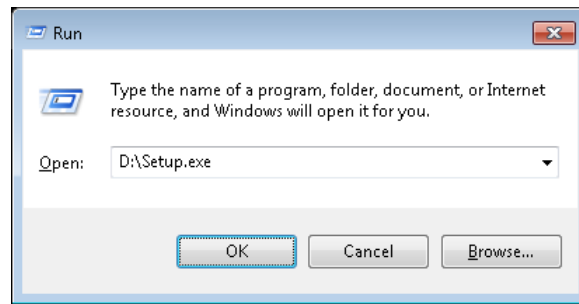 Run
Type the name of a program, folder, document, or Internet
resource, and Windows will open it for you.
Open: D:\Setup.exe
OK Cancel Browse...